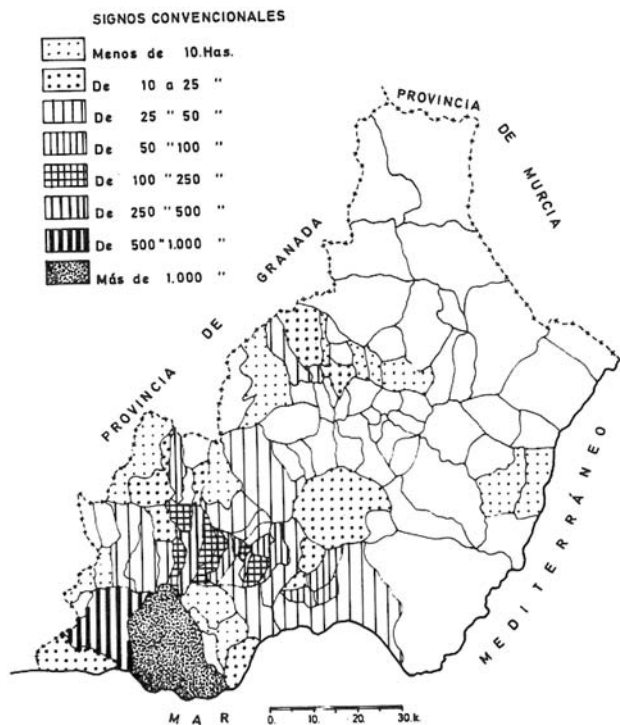 SIGNOS CONVENCIONALES
Menos de 10. Has.
De 10 a 25 "
De 25 " 50 "
De 50 " 100 "
De 100 " 250 "
De 250 " 500 "
De 500 " 1.000 "
Más de 1.000 "
PROVINCIA DE MURCIA
PROVINCIA DE GRANADA
MAR MEDITERRÁNEO
0. 10. 20. 30.k.